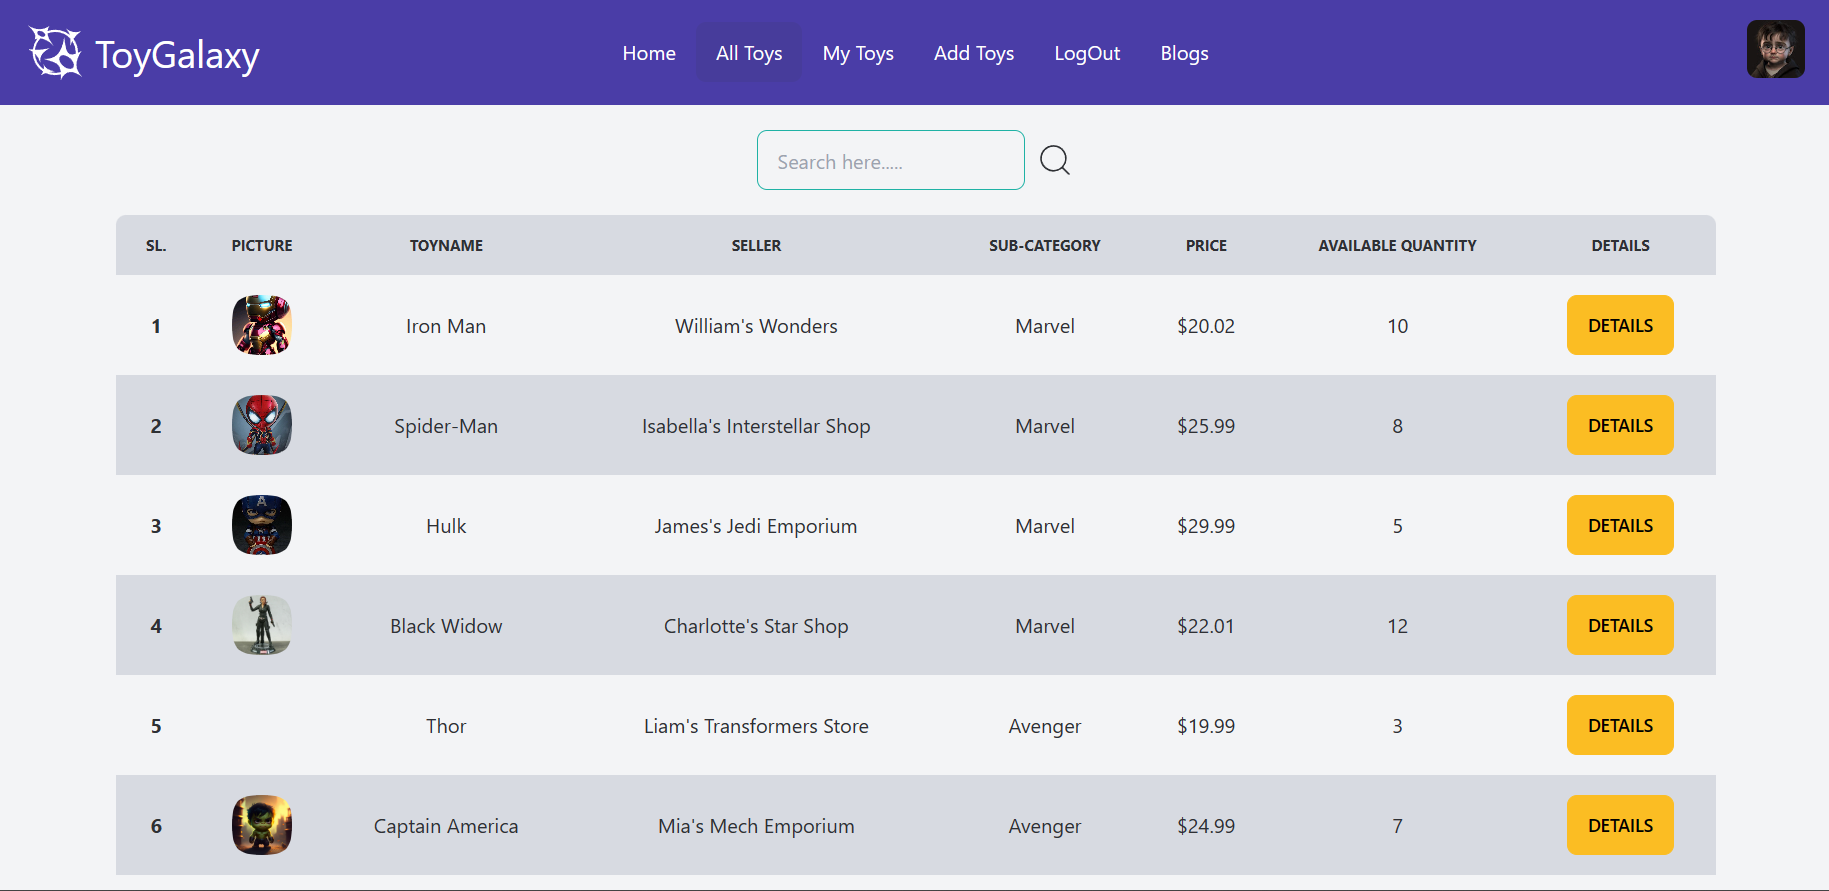 ToyGalaxy
Home All Toys My Toys Add Toys LogOut Blogs
Search here.....
SL. PICTURE TOYNAME SELLER SUB-CATEGORY PRICE AVAILABLE QUANTITY DETAILS
1 Iron Man William's Wonders Marvel $20.02 10 DETAILS
2 Spider-Man Isabella's Interstellar Shop Marvel $25.99 8 DETAILS
3 Hulk James's Jedi Emporium Marvel $29.99 5 DETAILS
4 Black Widow Charlotte's Star Shop Marvel $22.01 12 DETAILS
5 Thor Liam's Transformers Store Avenger $19.99 3 DETAILS
6 Captain America Mia's Mech Emporium Avenger $24.99 7 DETAILS